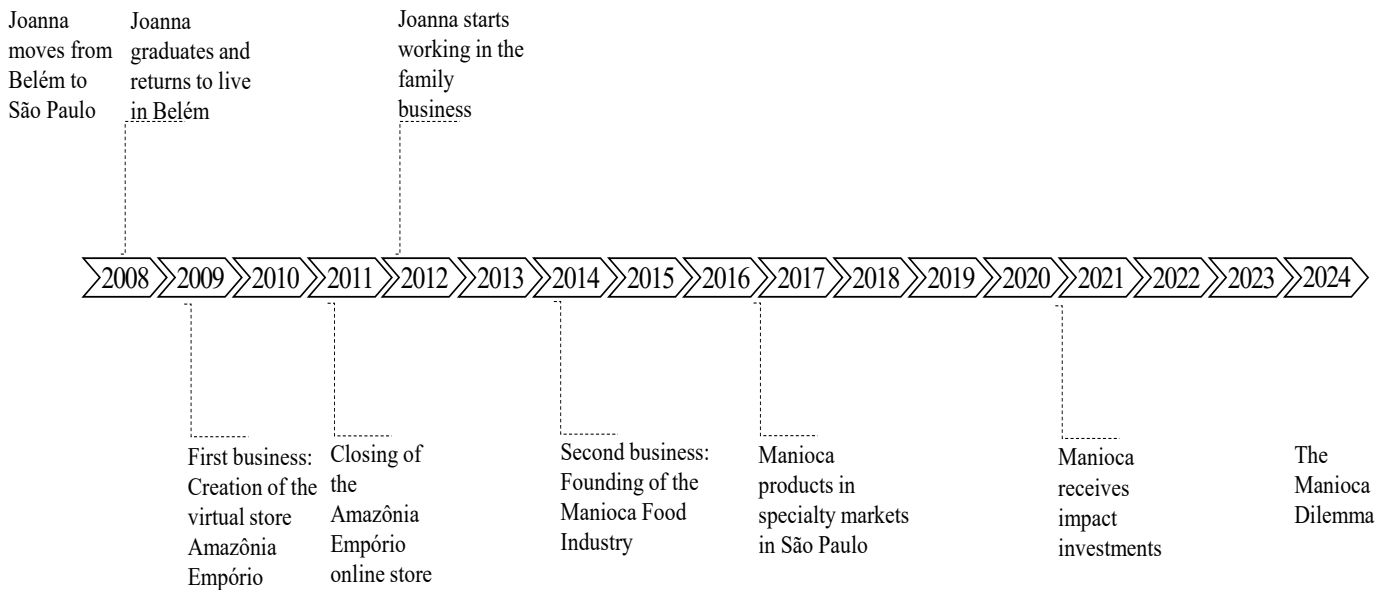 Joanna
moves from
Belém to
São Paulo
Joanna
graduates and
returns to live
in Belém
Joanna starts
working in the
family
business
2008 2009 2010 2011 2012 2013 2014 2015 2016 2017 2018 2019 2020 2021 2022 2023 2024
First business:
Creation of the
virtual store
Amazônia
Empório
Closing of
the
Amazônia
Empório
online store
Second business:
Founding of the
Manioca Food
Industry
Manioca
products in
specialty markets
in São Paulo
Manioca
receives
impact
investments
The
Manioca
Dilemma